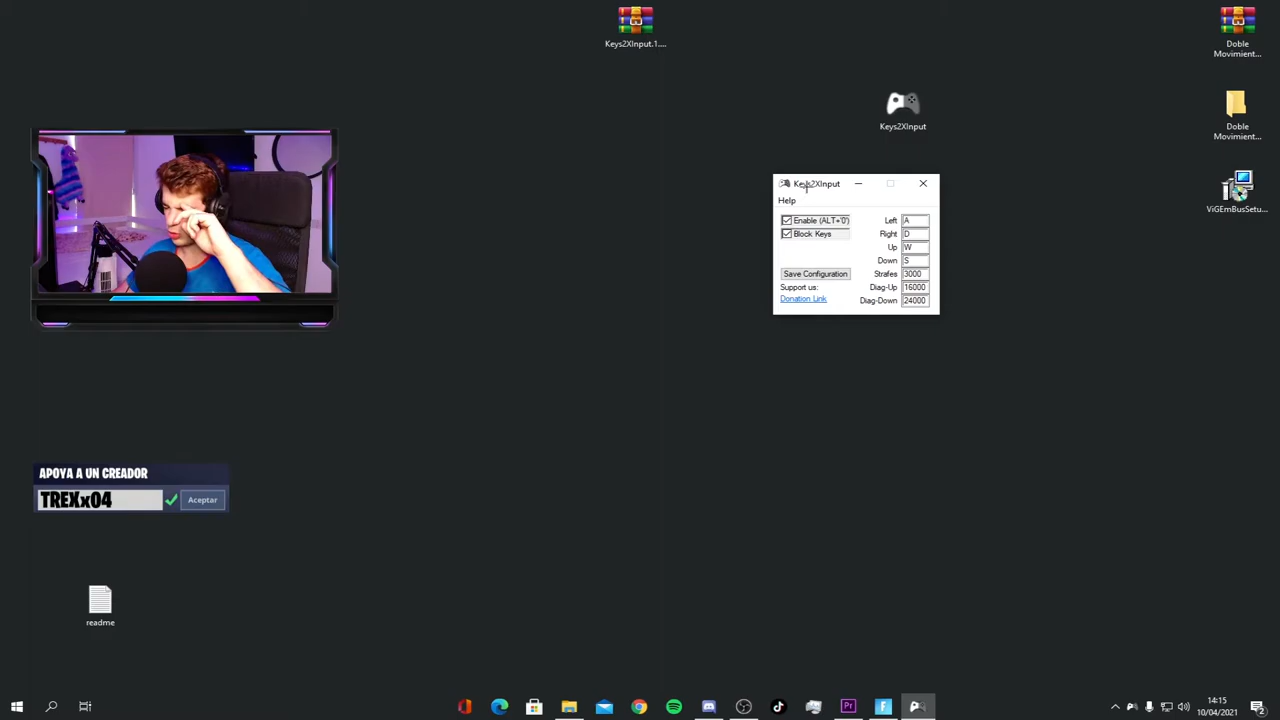 Keys2XInput.1....
Doble
Movimient...
Keys2XInput
Doble
Movimient...
Keys2XInput
Help
Enable (ALT+'0')
Left A
Block Keys
Right D
Up W
Down S
Save Configuration
Strafes 3000
Support us:
Diag-Up 16000
Donation Link
Diag-Down 24000
ViGEmBusSetu...
APOYA A UN CREADOR
TREXx04
Aceptar
readme
Pr
14:15
10/04/2021
2